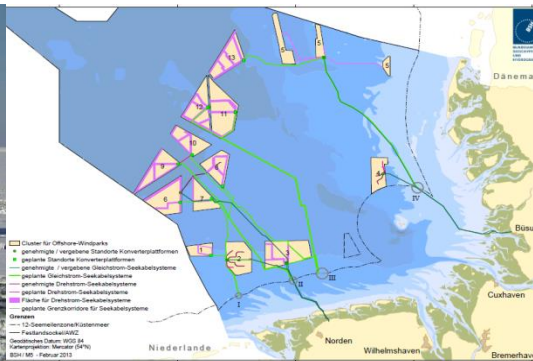 Dänema
13
5
5
5
12
11
10
9
8
4
6
7
IV
Büsu
1
2
3
III
II
I
Cluster für Offshore-Windparks
genehmigte / vergebene Standorte Konverterplattformen
geplante Standorte Konverterplattformen
genehmigte / vergebene Gleichstrom-Seekabelsysteme
geplante Gleichstrom-Seekabelsysteme
genehmigte Drehstrom-Seekabelsysteme
geplante Drehstrom-Seekabelsysteme
Fläche für Drehstrom-Seekabelsysteme
geplante Grenzkorridore für Seekabelsysteme
Grenzen
12-Seemeilenzone/Küstenmeer
Festlandsockel/AWZ
Geodätisches Datum: WGS 84
Kartenprojektion: Mercator (54°N)
BSH / M5 - Februar 2013
Niederlande
Norden
Wilhelmshaven
Cuxhaven
Bremerhave